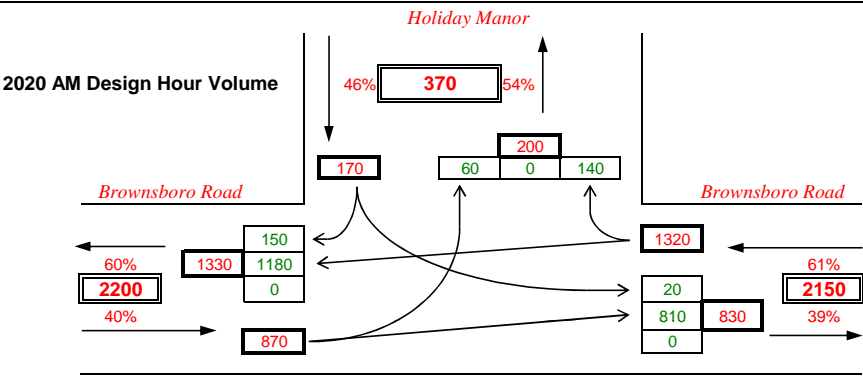 Holiday Manor
2020 AM Design Hour Volume
46% 370 54%
200
170 60 0 140
Brownsboro Road Brownsboro Road
150 1320
60% 1330 1180 61%
2200 0 20 2150
40% 810 830 39%
870 0